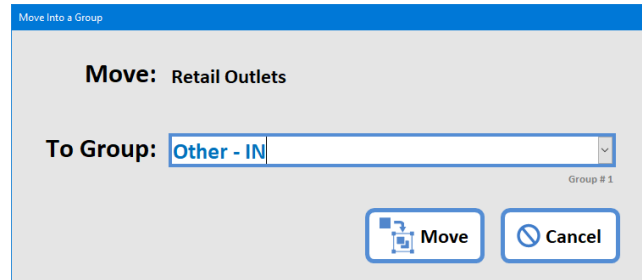 Move Into a Group
Move: Retail Outlets
To Group: Other - IN
Group # 1
Move
Cancel